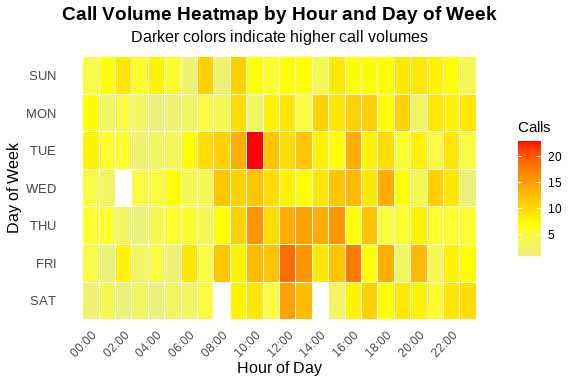 Call Volume Heatmap by Hour and Day of Week
Darker colors indicate higher call volumes
Day of Week
SUN
MON
TUE
WED
THU
FRI
SAT
00:00 02:00 04:00 06:00 08:00 10:00 12:00 14:00 16:00 18:00 20:00 22:00
Hour of Day
Calls
20
15
10
5